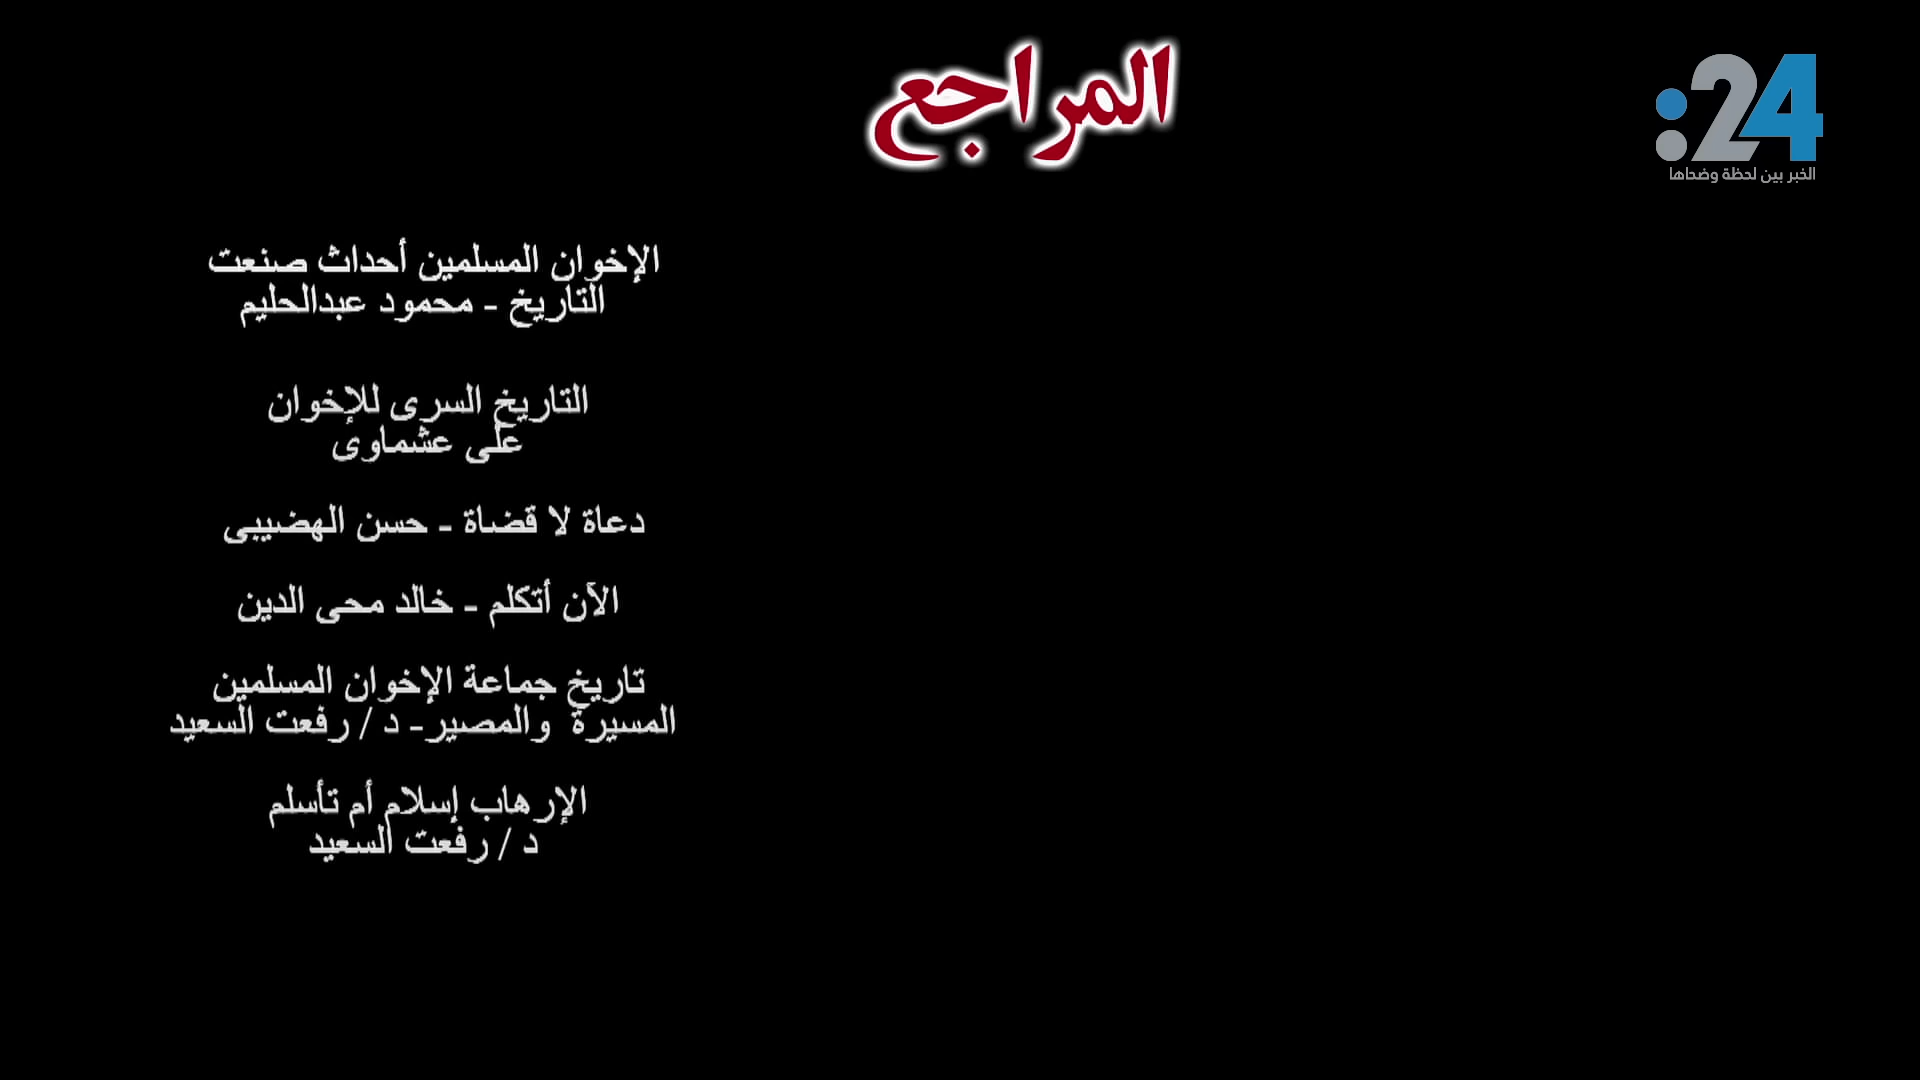 المراجع
:24
الخبر بين لحظة وضحاها
الإخوان المسلمين أحداث صنعت
التاريخ - محمود عبدالحليم
التاريخ السرى للإخوان
على عشماوى
دعاة لا قضاة - حسن الهضيبى
الآن أتكلم - خالد محى الدين
تاريخ جماعة الإخوان المسلمين
المسيرة والمصير- د / رفعت السعيد
الإرهاب إسلام أم تأسلم
د / رفعت السعيد